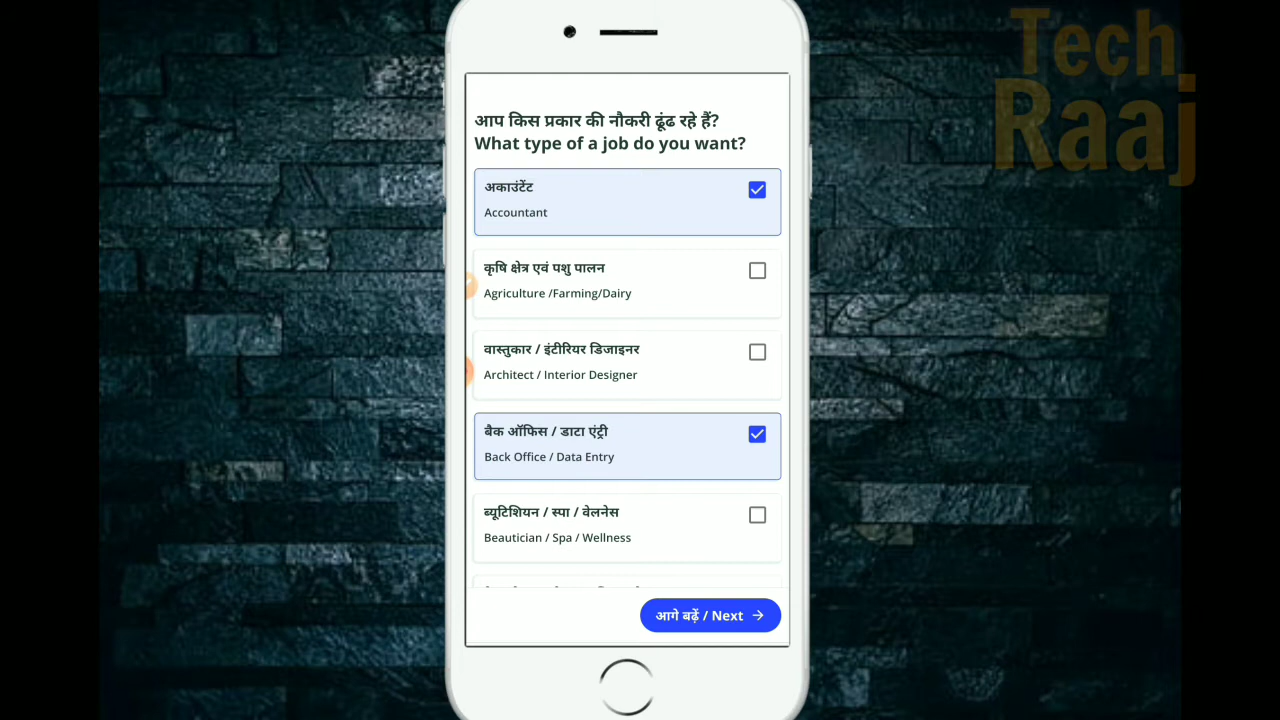 Tech
Raaj
आप किस प्रकार की नौकरी ढूंढ रहे हैं?
What type of a job do you want?
अकाउंटेंट
Accountant
कृषि क्षेत्र एवं पशु पालन
Agriculture /Farming/Dairy
वास्तुकार / इंटीरियर डिजाइनर
Architect / Interior Designer
बैक ऑफिस / डाटा एंट्री
Back Office / Data Entry
ब्यूटिशियन / स्पा / वेलनेस
Beautician / Spa / Wellness
आगे बढ़ें / Next